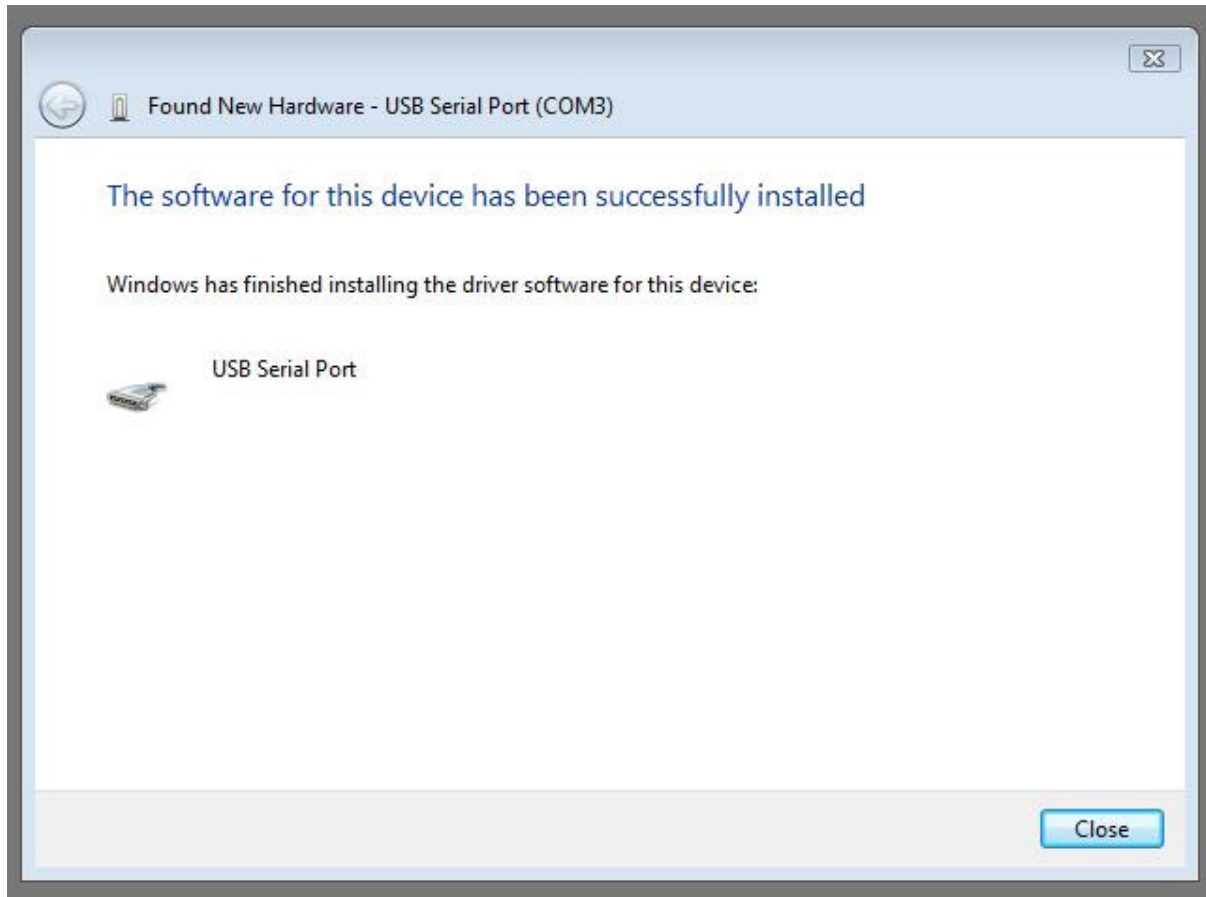 Found New Hardware - USB Serial Port (COM3)
The software for this device has been successfully installed
Windows has finished installing the driver software for this device:
USB Serial Port
Close